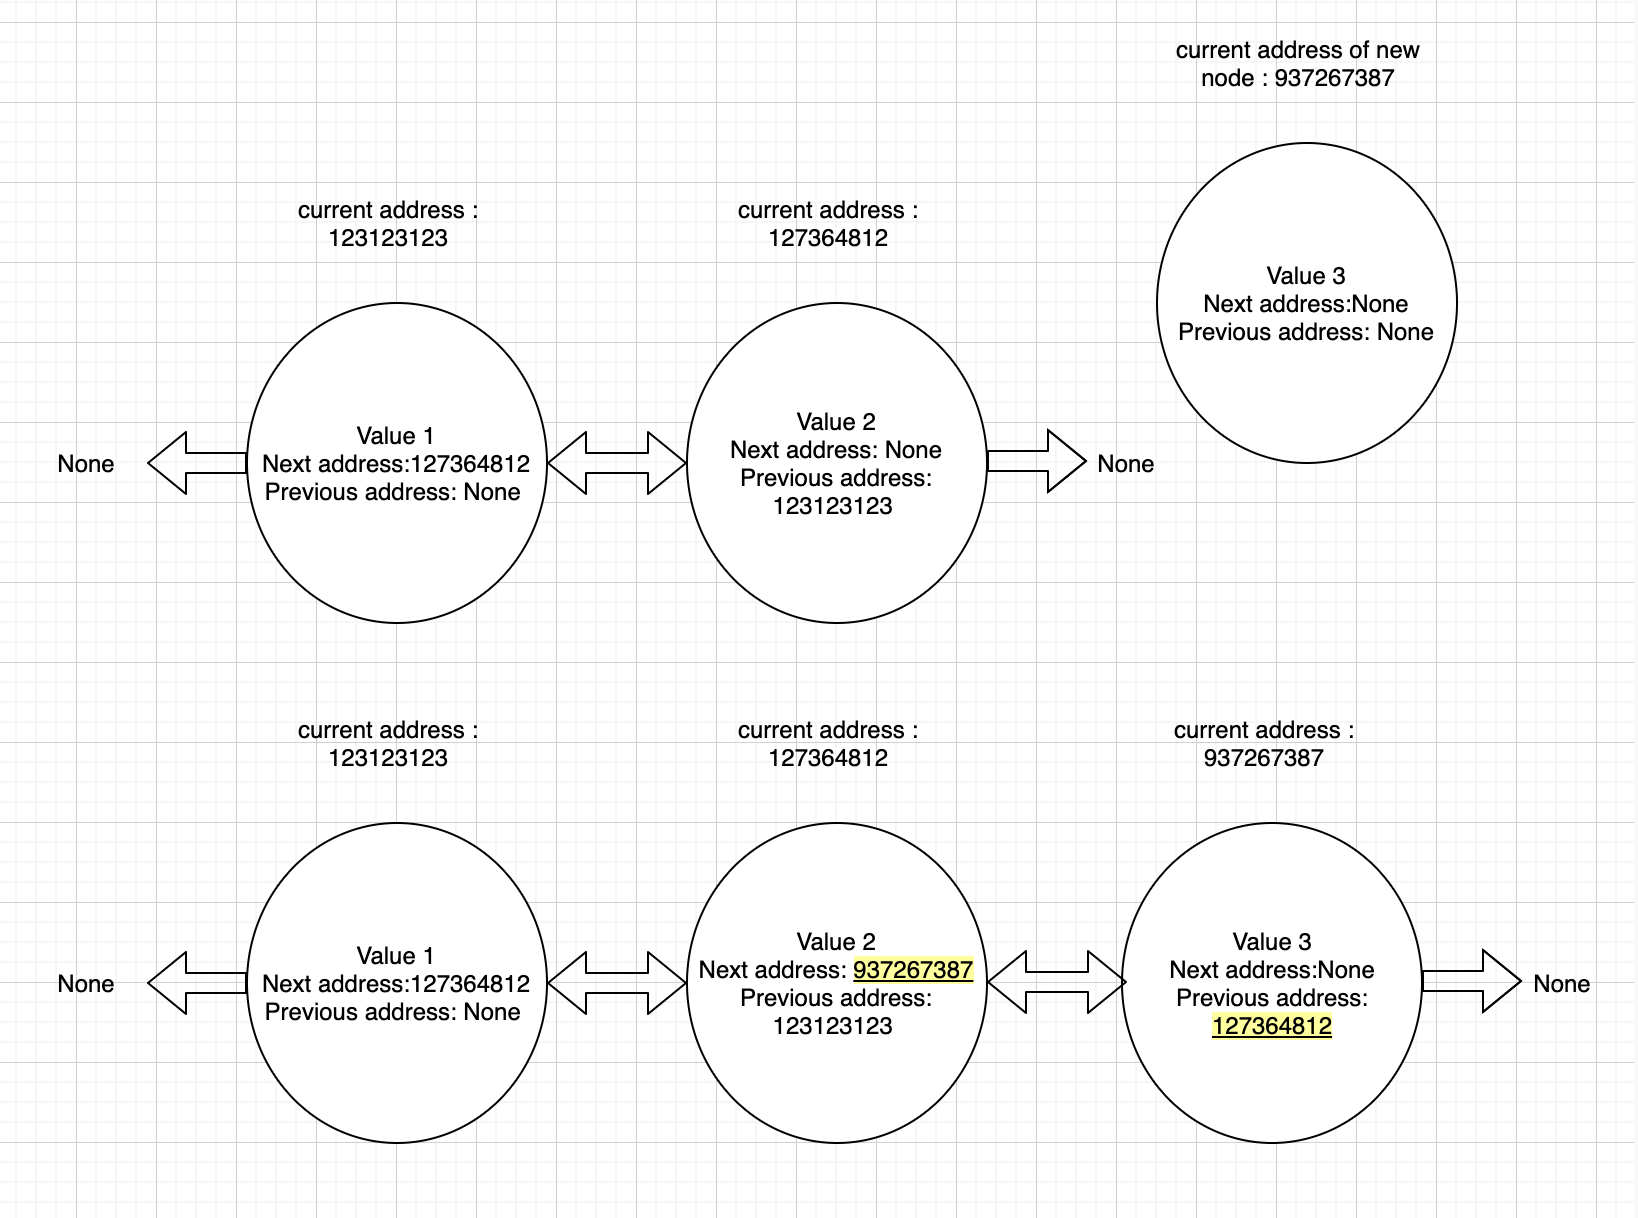 current address of new
node : 937267387
current address :
123123123
current address :
127364812
Value 3
Next address:None
Previous address: None
None
Value 1
Next address:127364812
Previous address: None
Value 2
Next address: None
Previous address:
123123123
None
current address :
123123123
current address :
127364812
current address :
937267387
None
Value 1
Next address:127364812
Previous address: None
Value 2
Next address: 937267387
Previous address:
123123123
Value 3
Next address:None
Previous address:
127364812
None